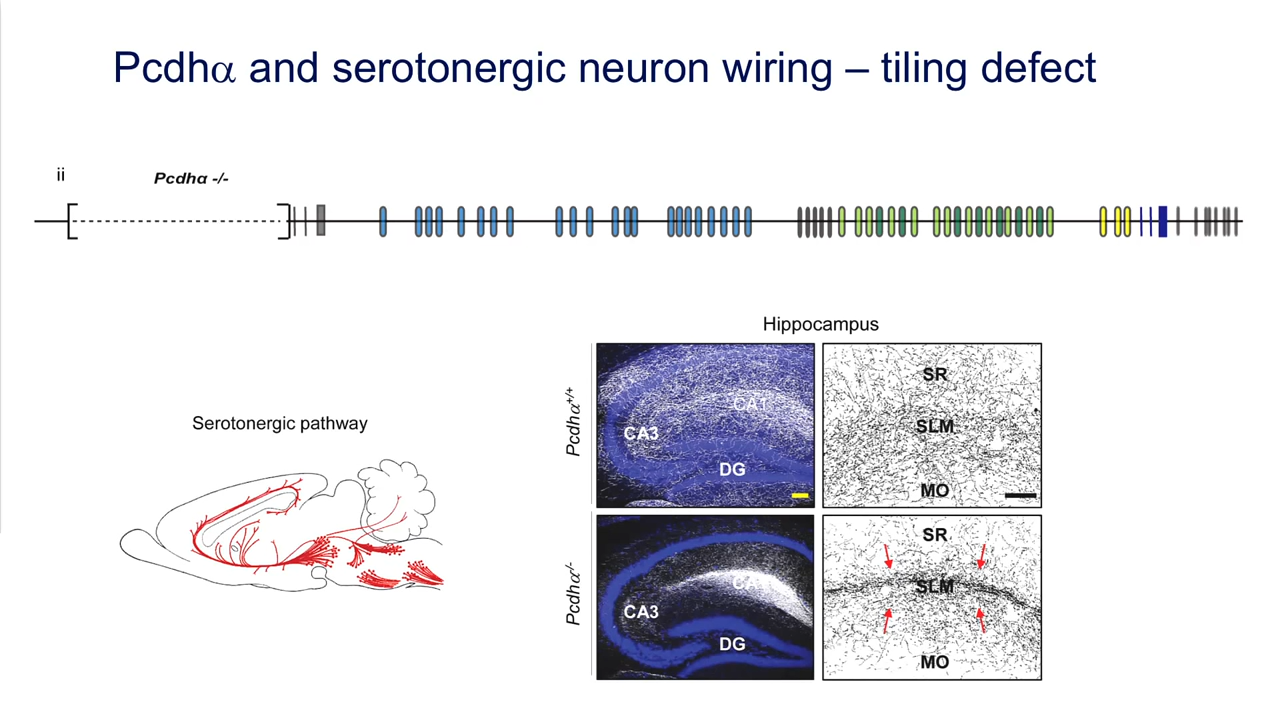 Pcdhα and serotonergic neuron wiring – tiling defect
ii
Pcdhα -/-
Hippocampus
Serotonergic pathway
Pcdhα+/+
CA1
CA3
DG
SR
SLM
MO
Pcdhα-/-
CA1
CA3
DG
SR
SLM
MO